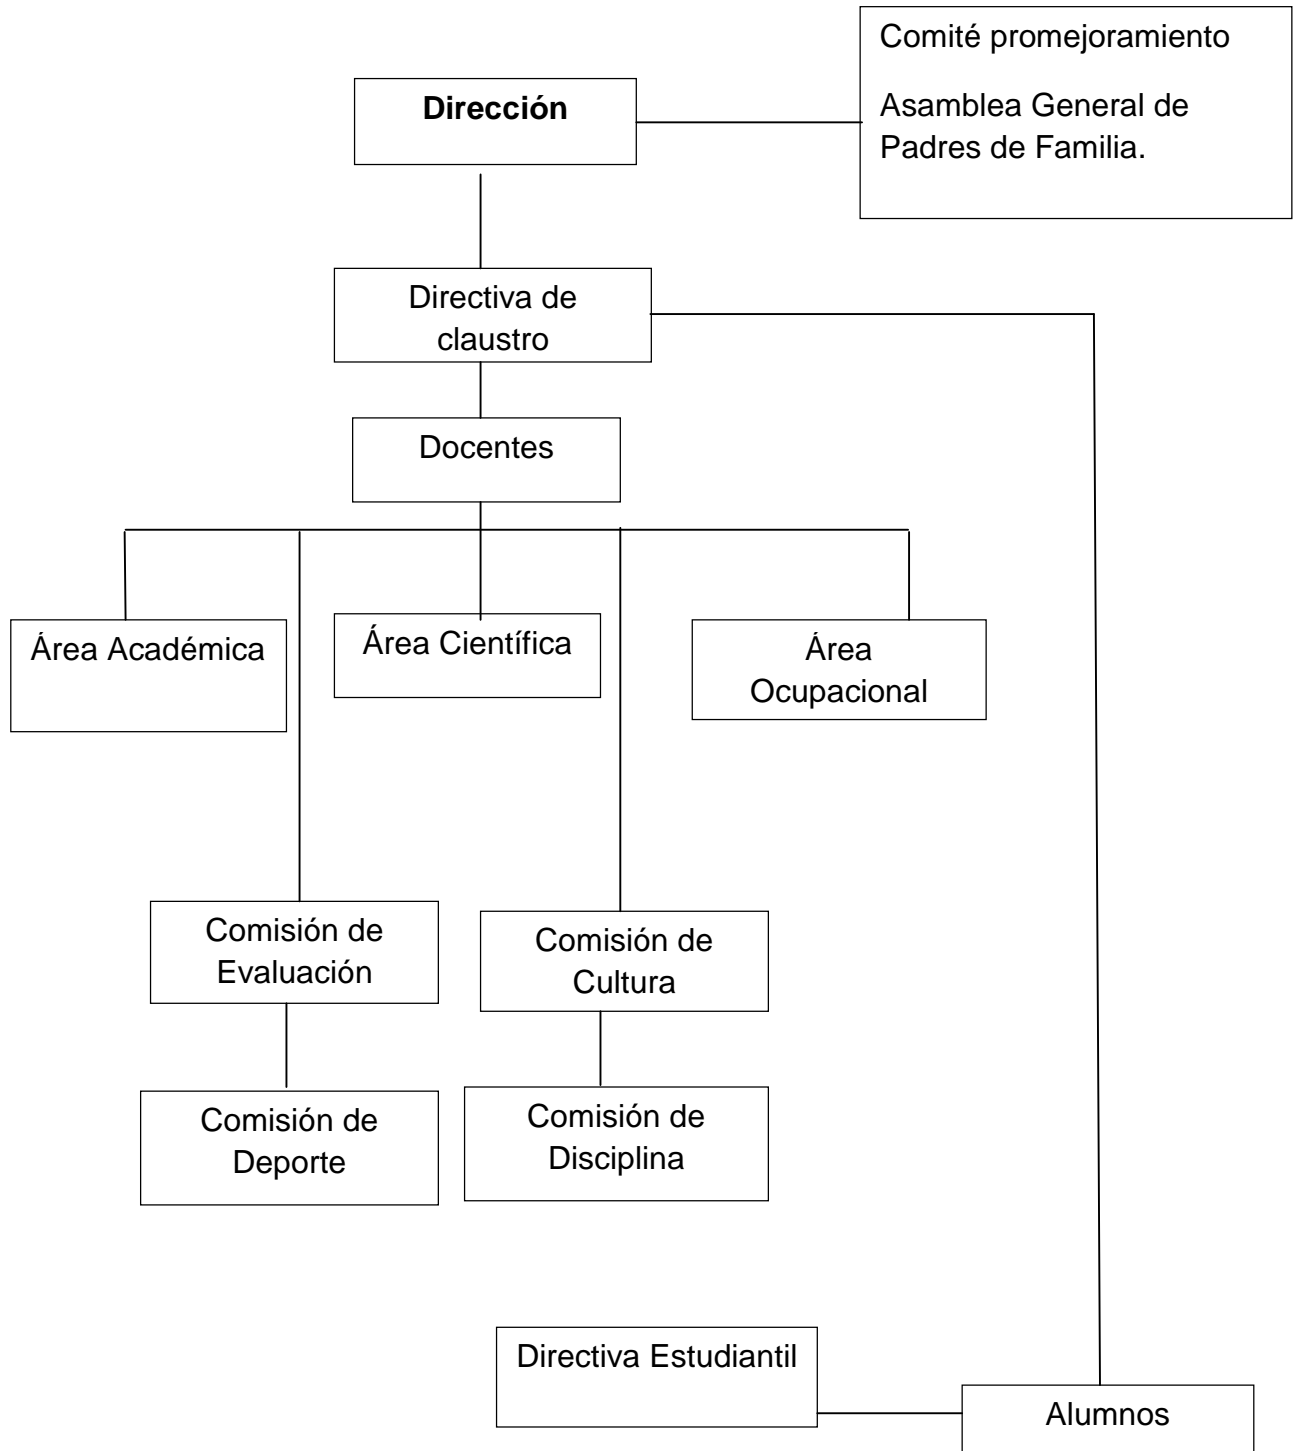 Comité promejoramiento
Asamblea General de
Padres de Familia.
Dirección
Directiva de
claustro
Docentes
Área Académica
Área Científica
Área
Ocupacional
Comisión de
Evaluación
Comisión de
Cultura
Comisión de
Deporte
Comisión de
Disciplina
Directiva Estudiantil
Alumnos